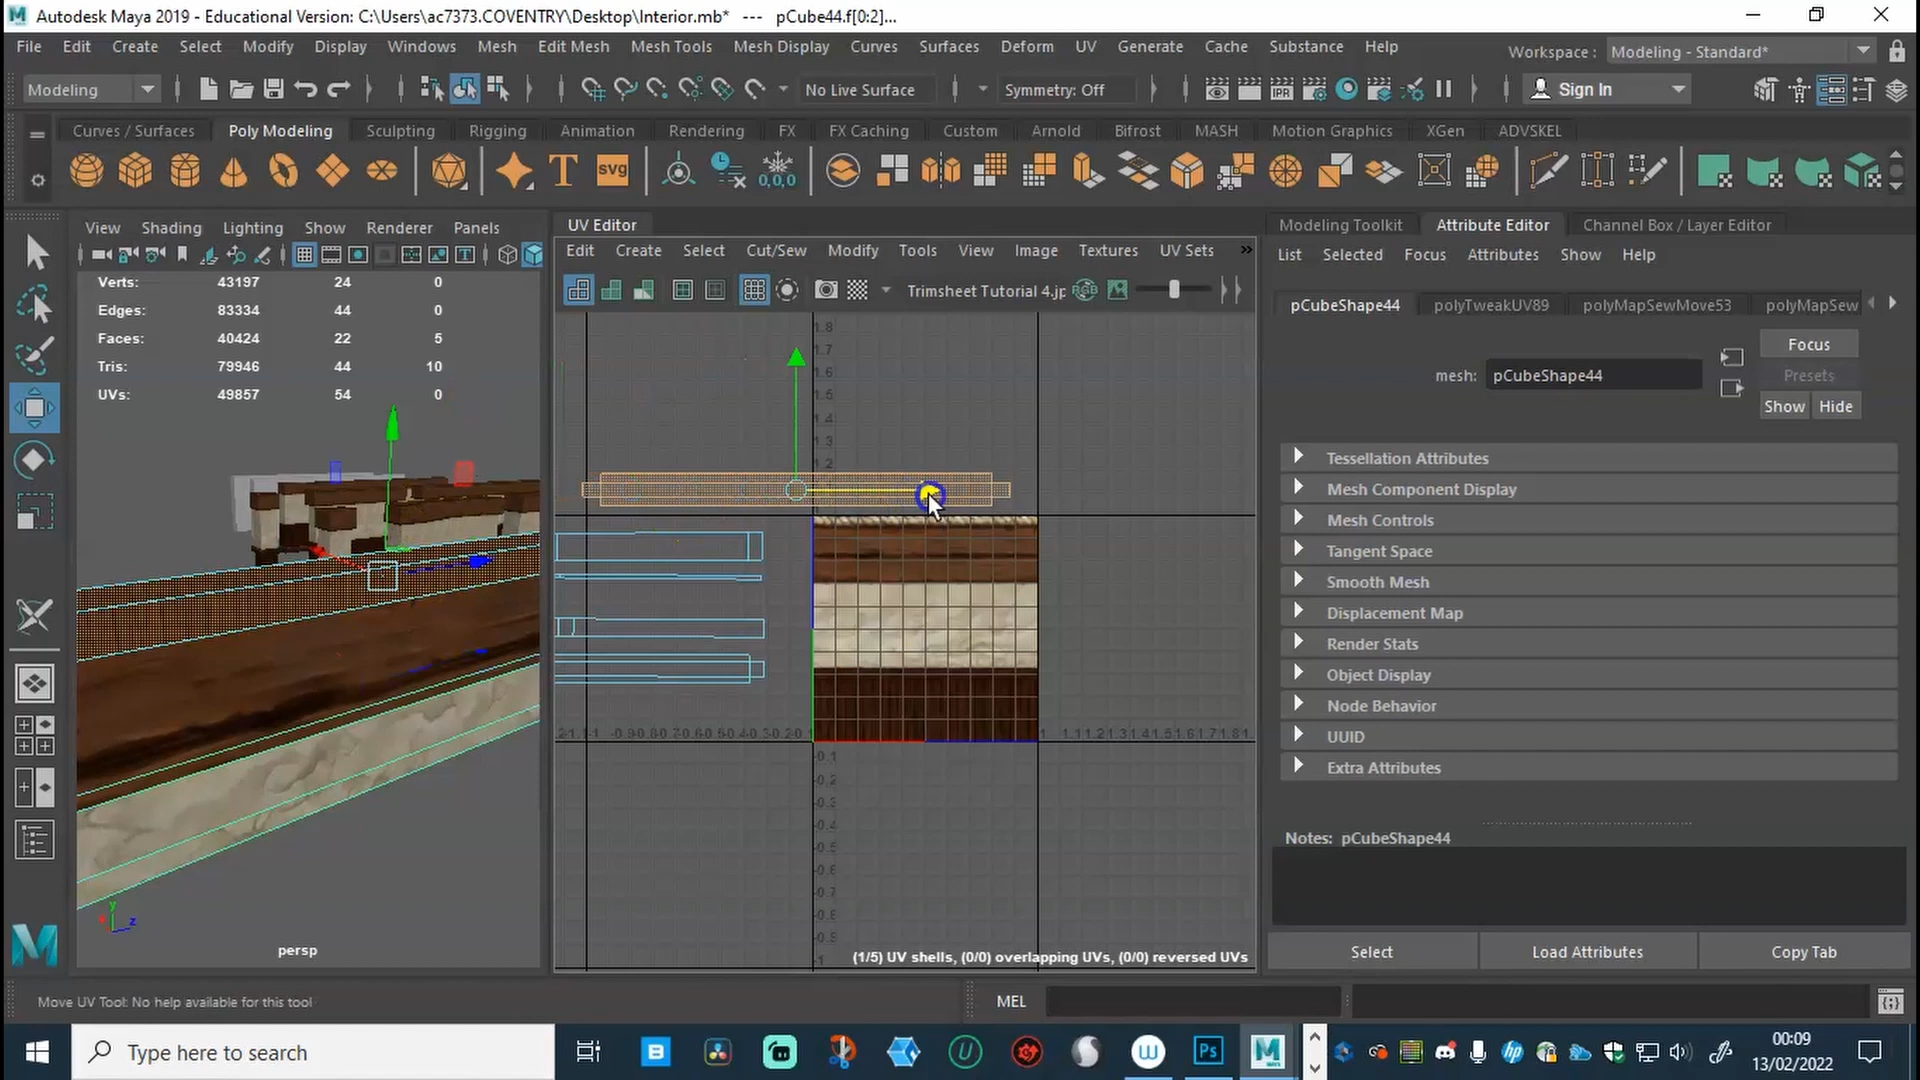 Autodesk Maya 2019 - Educational Version: C:\Users\ac7373.COVENTRY\Desktop\Interior.mb* --- pCube44.f[0:2]...
File Edit Create Select Modify Display Windows Mesh Edit Mesh Mesh Tools Mesh Display Curves Surfaces Deform UV Generate Cache Substance Help
Workspace : Modeling - Standard*
Modeling
No Live Surface
Symmetry: Off
Sign In
Curves / Surfaces Poly Modeling Sculpting Rigging Animation Rendering FX FX Caching Custom Arnold Bifrost MASH Motion Graphics XGen ADVSKEL
T svg 0,0,0
IPR
View Shading Lighting Show Renderer Panels
UV Editor
Edit Create Select Cut/Sew Modify Tools View Image Textures UV Sets
Trimsheet Tutorial 4.jp
RGB
Verts: 43197 24 0
Edges: 83334 44 0
Faces: 40424 22 5
Tris: 79946 44 10
UVs: 49857 54 0
persp
(1/5) UV shells, (0/0) overlapping UVs, (0/0) reversed UVs
Modeling Toolkit Attribute Editor Channel Box / Layer Editor
List Selected Focus Attributes Show Help
pCubeShape44 polyTweakUV89 polyMapSewMove53 polyMapSew
Focus
mesh: pCubeShape44
Presets
Show Hide
Tessellation Attributes
Mesh Component Display
Mesh Controls
Tangent Space
Smooth Mesh
Displacement Map
Render Stats
Object Display
Node Behavior
UUID
Extra Attributes
Notes: pCubeShape44
Select Load Attributes Copy Tab
Move UV Tool: No help available for this tool
MEL
Type here to search
Ps
00:09
13/02/2022